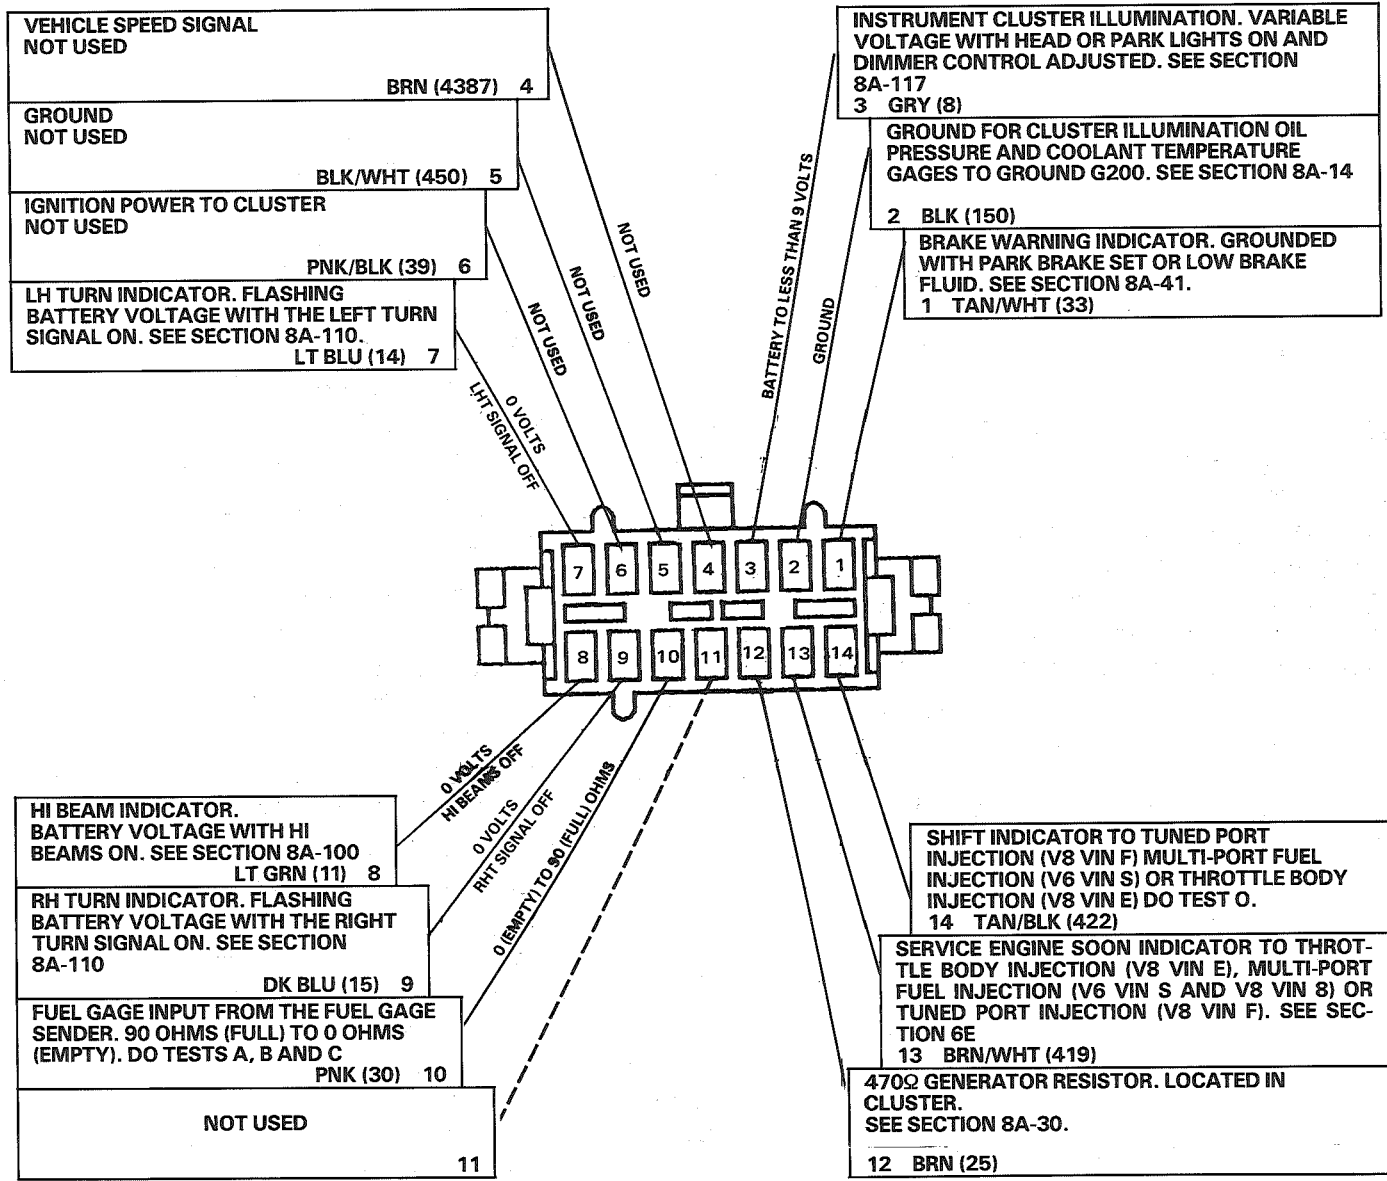 VEHICLE SPEED SIGNAL
NOT USED
BRN (4387) 4
GROUND
NOT USED
BLK/WHT (450) 5
IGNITION POWER TO CLUSTER
NOT USED
PNK/BLK (39) 6
LH TURN INDICATOR. FLASHING
BATTERY VOLTAGE WITH THE LEFT TURN
SIGNAL ON. SEE SECTION 8A-110.
LT BLU (14) 7
INSTRUMENT CLUSTER ILLUMINATION. VARIABLE
VOLTAGE WITH HEAD OR PARK LIGHTS ON AND
DIMMER CONTROL ADJUSTED. SEE SECTION
8A-117
3 GRY (8)
GROUND FOR CLUSTER ILLUMINATION OIL
PRESSURE AND COOLANT TEMPERATURE
GAGES TO GROUND G200. SEE SECTION 8A-14
2 BLK (150)
BRAKE WARNING INDICATOR. GROUNDED
WITH PARK BRAKE SET OR LOW BRAKE
FLUID. SEE SECTION 8A-41.
1 TAN/WHT (33)
0 VOLTS
LHT SIGNAL OFF
NOT USED
NOT USED
NOT USED
BATTERY TO LESS THAN 9 VOLTS
GROUND
7 6 5 4 3 2 1
8 9 10 11 12 13 14
0 VOLTS
HI BEAMS OFF
0 VOLTS
RHT SIGNAL OFF
0 (EMPTY) TO 90 (FULL) OHMS
HI BEAM INDICATOR.
BATTERY VOLTAGE WITH HI
BEAMS ON. SEE SECTION 8A-100
LT GRN (11) 8
RH TURN INDICATOR. FLASHING
BATTERY VOLTAGE WITH THE RIGHT
TURN SIGNAL ON. SEE SECTION
8A-110
DK BLU (15) 9
FUEL GAGE INPUT FROM THE FUEL GAGE
SENDER. 90 OHMS (FULL) TO 0 OHMS
(EMPTY). DO TESTS A, B AND C
PNK (30) 10
NOT USED
11
SHIFT INDICATOR TO TUNED PORT
INJECTION (V8 VIN F) MULTI-PORT FUEL
INJECTION (V6 VIN S) OR THROTTLE BODY
INJECTION (V8 VIN E) DO TEST O.
14 TAN/BLK (422)
SERVICE ENGINE SOON INDICATOR TO THROT-
TLE BODY INJECTION (V8 VIN E), MULTI-PORT
FUEL INJECTION (V6 VIN S AND V8 VIN 8) OR
TUNED PORT INJECTION (V8 VIN F). SEE SEC-
TION 6E
13 BRN/WHT (419)
470Ω GENERATOR RESISTOR. LOCATED IN
CLUSTER.
SEE SECTION 8A-30.
12 BRN (25)